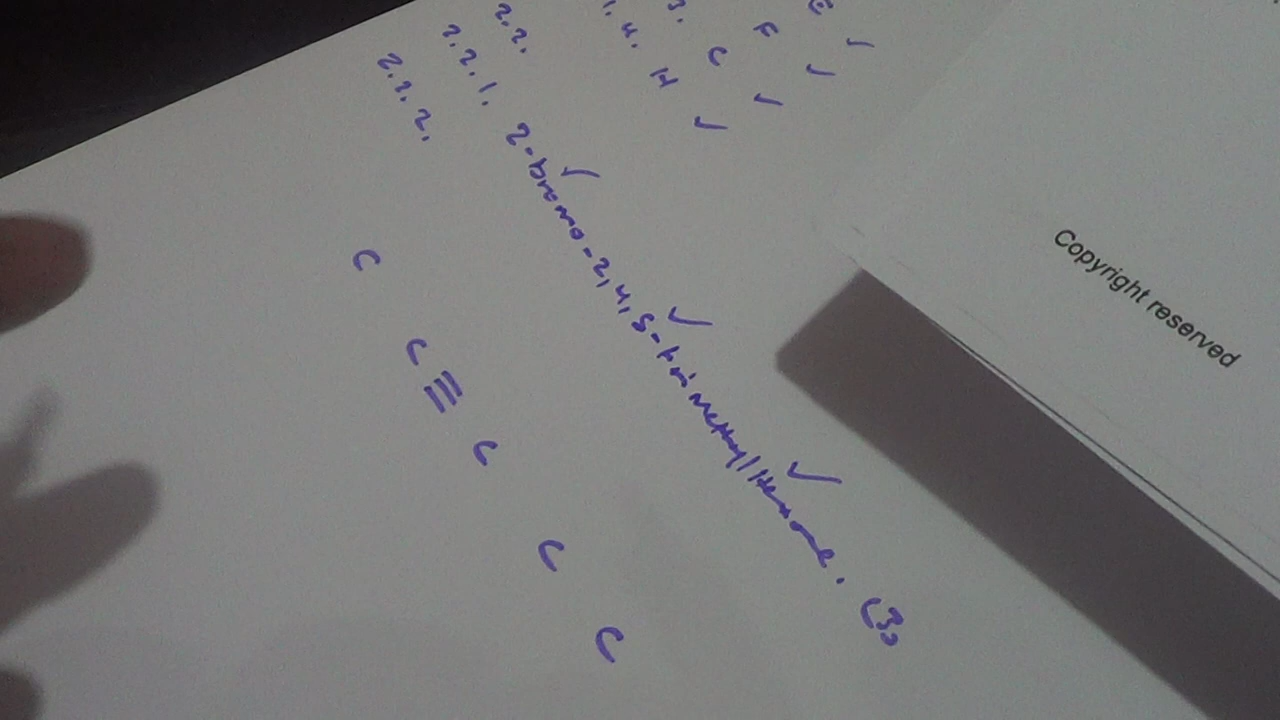 E ✓
3. F ✓
C ✓
1.4. H ✓
2.2.
2.2.1. 2-bromo-2,4,5-trimethylhexane. (3)
2.2.2.
C C ≡ C C C
Copyright reserved